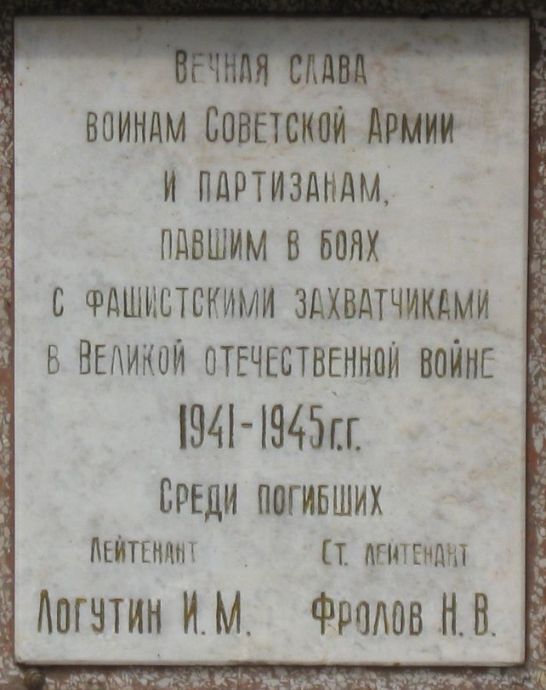 Вечная слава
воинам Советской Армии
и партизанам,
павшим в боях
с фашистскими захватчиками
в Великой отечественной войне
1941-1945г.г.
Среди погибших
лейтенант Ст. лейтенант
Логутин И.М. Фролов Н.В.